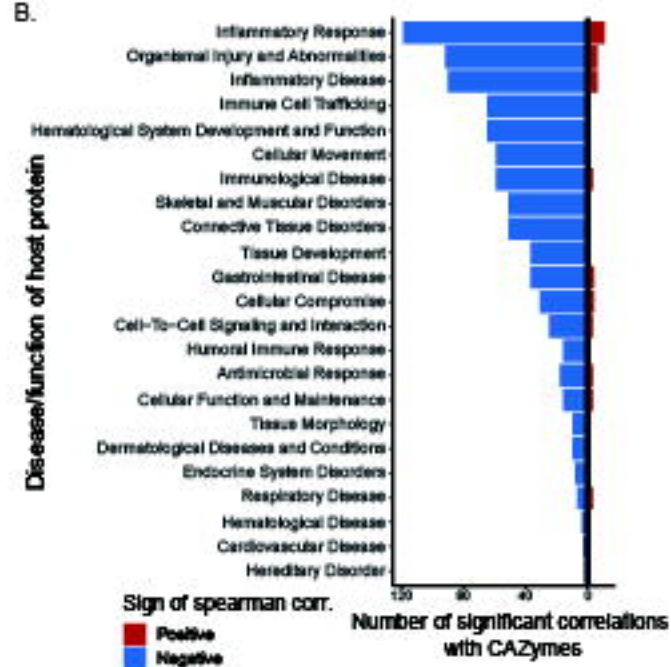 B.
Inflammatory Response
Organismal Injury and Abnormalities
Inflammatory Disease
Immune Cell Trafficking
Hematological System Development and Function
Cellular Movement
Immunological Disease
Skeletal and Muscular Disorders
Connective Tissue Disorders
Tissue Development
Gastrointestinal Disease
Cellular Compromise
Cell-To-Cell Signaling and Interaction
Humoral Immune Response
Antimicrobial Response
Cellular Function and Maintenance
Tissue Morphology
Dermatological Diseases and Conditions
Endocrine System Disorders
Respiratory Disease
Hematological Disease
Cardiovascular Disease
Hereditary Disorder
Disease/function of host protein
120 80 40 0
Number of significant correlations
with CAZymes
Sign of spearman corr.
Positive
Negative